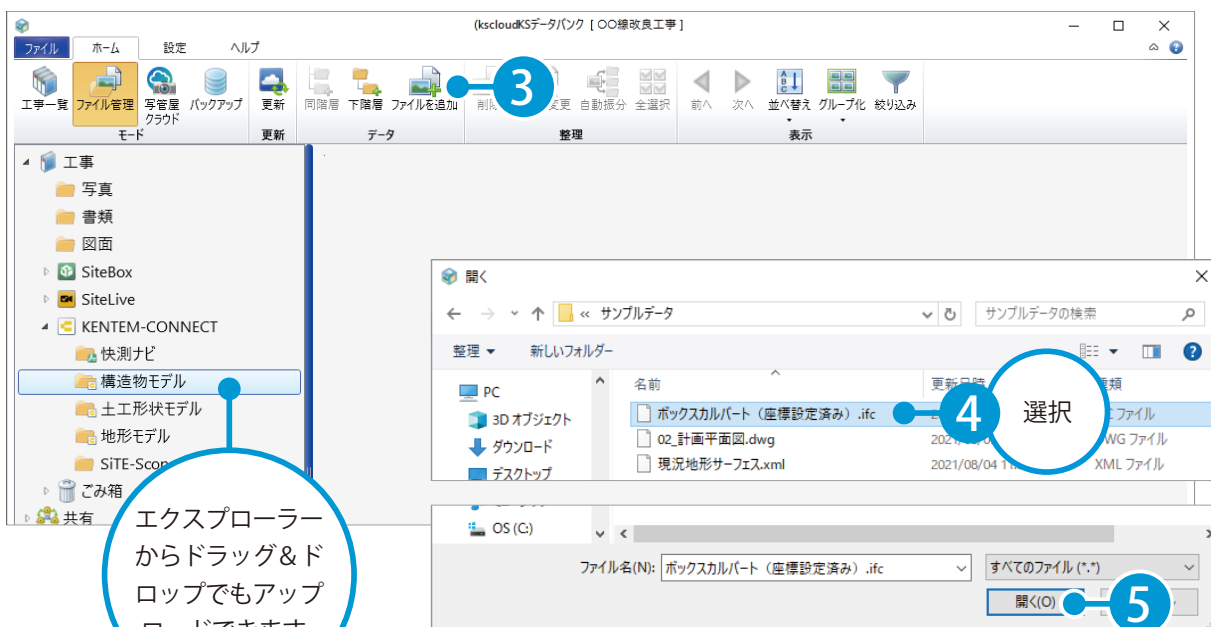 (kscloudKSデータバンク [ 〇〇線改良工事 ]
ファイル ホーム 設定 ヘルプ
工事一覧 ファイル管理 写管屋クラウド バックアップ 更新 同階層 下階層 ファイルを追加 3 自動振分 全選択 前へ 次へ 並べ替え グループ化 絞り込み
モード 更新 データ 整理 表示
工事
写真
書類
図面
SiteBox
SiteLive
KENTEM-CONNECT
快測ナビ
構造物モデル
土工形状モデル
地形モデル
ごみ箱
共有
エクスプローラー
からドラッグ&ド
ロップでもアップ
ロードできます
開く
« サンプルデータ サンプルデータの検索
整理 新しいフォルダー
PC
3D オブジェクト
ダウンロード
デスクトップ
名前
ボックスカルバート（座標設定済み）.ifc
02_計画平面図.dwg
現況地形サーフェス.xml 2021/08/04 XML ファイル
4 選択
OS (C:)
ファイル名(N): ボックスカルバート（座標設定済み）.ifc すべてのファイル (*.*)
開く(O) 5